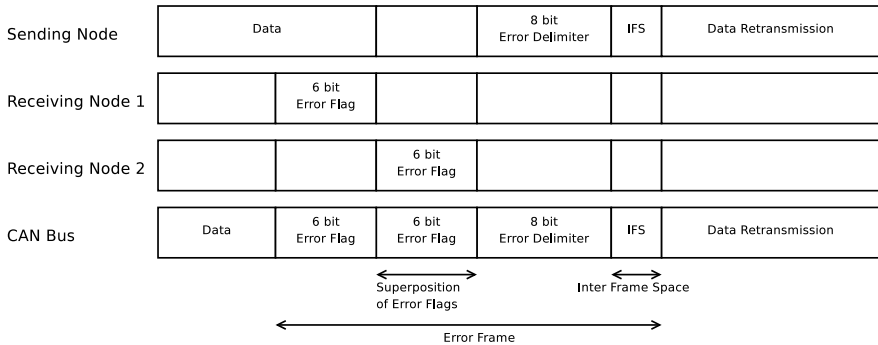 Sending Node
Data
8 bit
Error Delimiter
IFS
Data Retransmission
Receiving Node 1
6 bit
Error Flag
Receiving Node 2
6 bit
Error Flag
CAN Bus
Data
6 bit
Error Flag
6 bit
Error Flag
8 bit
Error Delimiter
IFS
Data Retransmission
Superposition
of Error Flags
Inter Frame Space
Error Frame